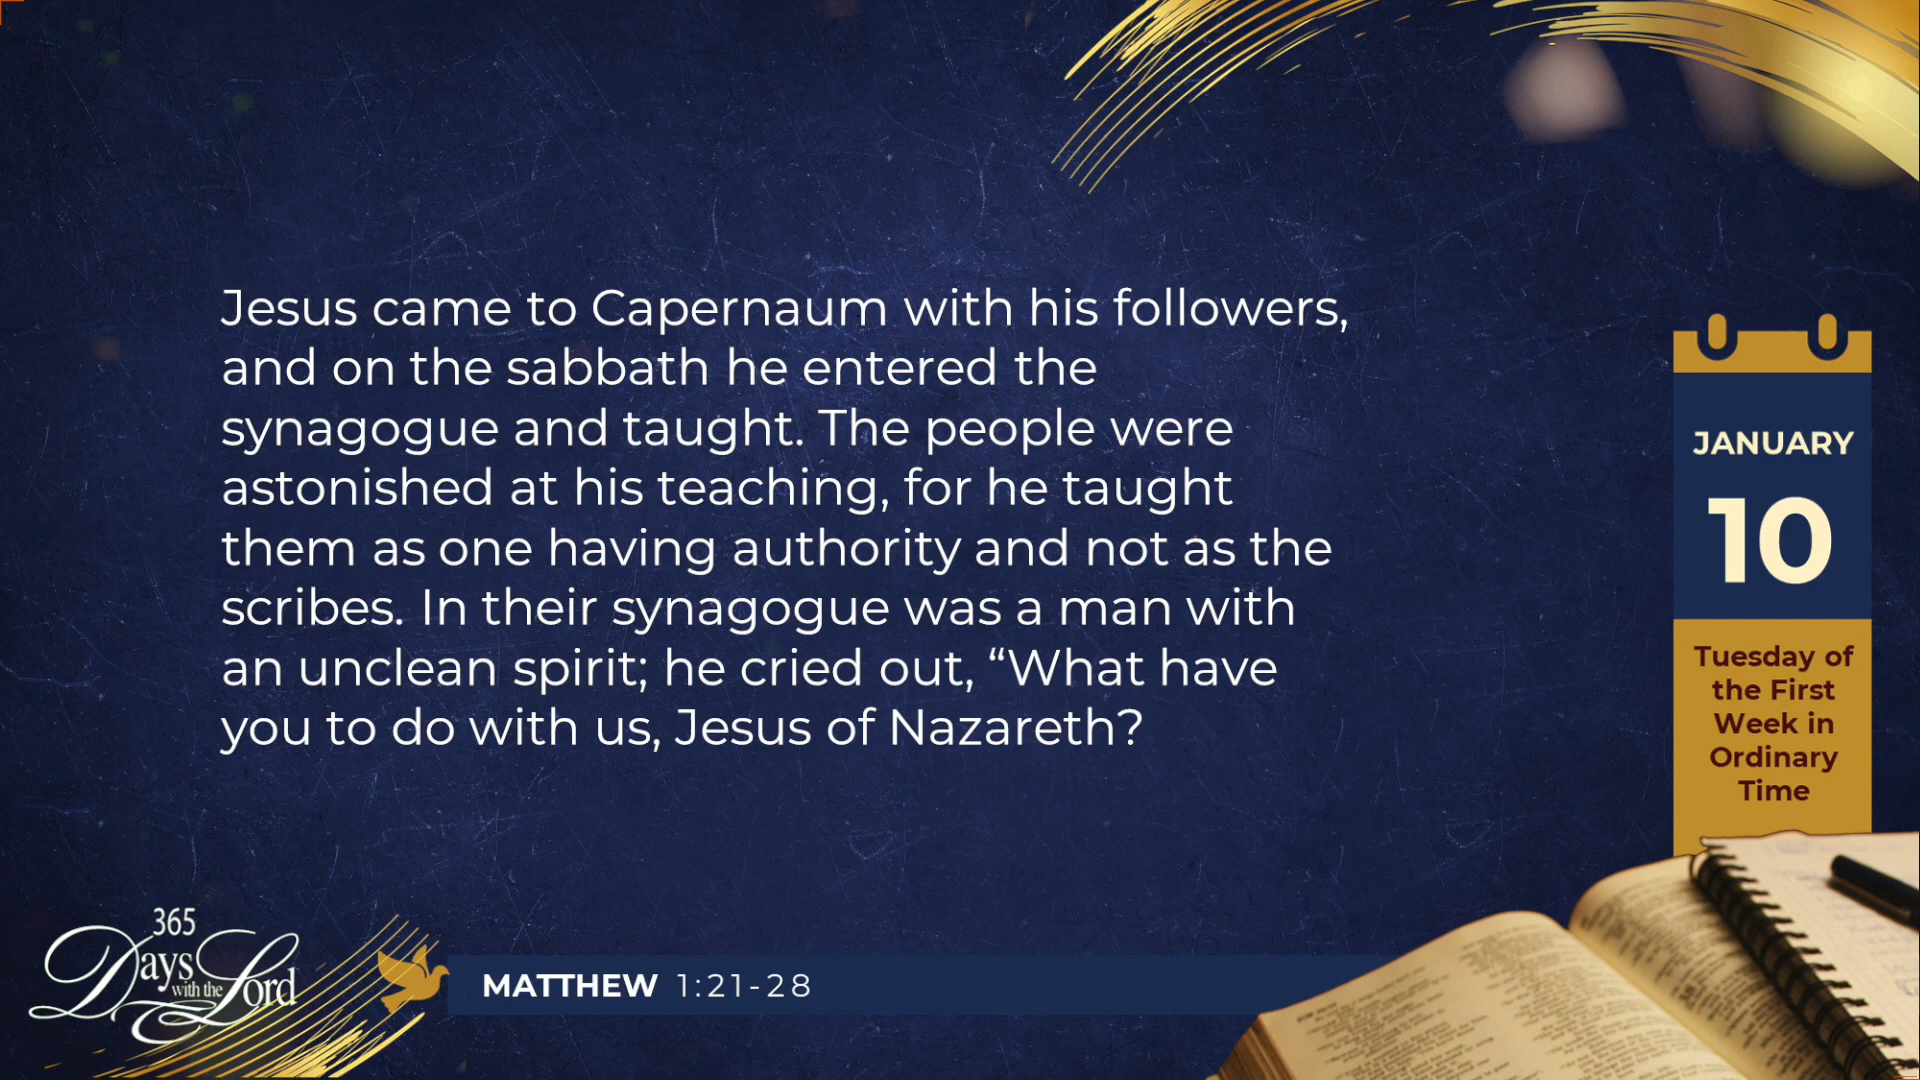 Jesus came to Capernaum with his followers,
and on the sabbath he entered the
synagogue and taught. The people were
astonished at his teaching, for he taught
them as one having authority and not as the
scribes. In their synagogue was a man with
an unclean spirit; he cried out, “What have
you to do with us, Jesus of Nazareth?
JANUARY
10
Tuesday of
the First
Week in
Ordinary
Time
365
Days
with the
Lord
MATTHEW 1:21-28